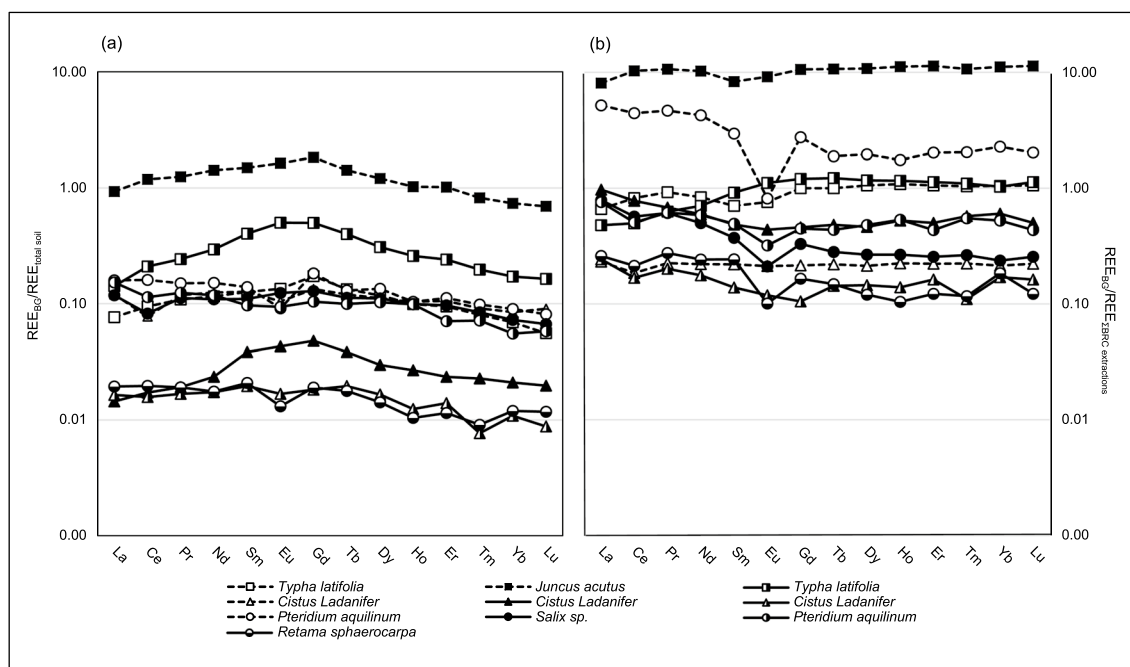 (a)
(b)
10.00
1.00
0.10
0.01
0.00
REE_BG/REE_total soil
La Ce Pr Nd Sm Eu Gd Tb Dy Ho Er Tm Yb Lu
10.00
1.00
0.10
0.01
0.00
REE_BG/REE_ΣBRC extractions
La Ce Pr Nd Sm Eu Gd Tb Dy Ho Er Tm Yb Lu
Typha latifolia
Juncus acutus
Typha latifolia
Cistus Ladanifer
Cistus Ladanifer
Cistus Ladanifer
Pteridium aquilinum
Salix sp.
Pteridium aquilinum
Retama sphaerocarpa